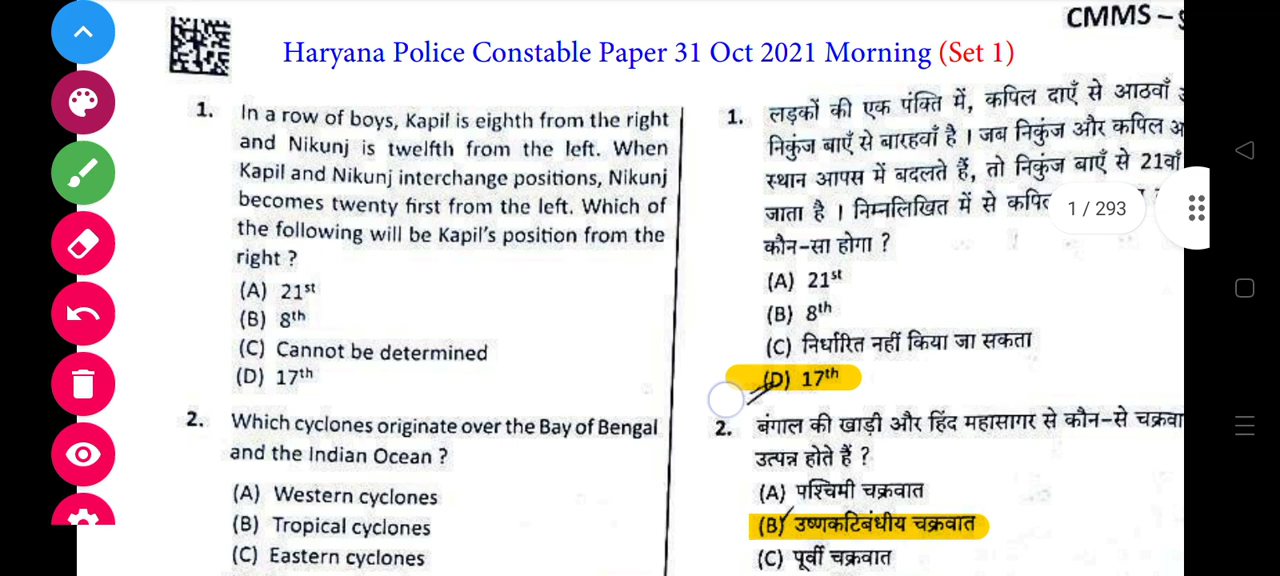 CMMS –
Haryana Police Constable Paper 31 Oct 2021 Morning (Set 1)
1. In a row of boys, Kapil is eighth from the right
and Nikunj is twelfth from the left. When
Kapil and Nikunj interchange positions, Nikunj
becomes twenty first from the left. Which of
the following will be Kapil's position from the
right ?
(A) 21st
(B) 8th
(C) Cannot be determined
(D) 17th
2. Which cyclones originate over the Bay of Bengal
and the Indian Ocean ?
(A) Western cyclones
(B) Tropical cyclones
(C) Eastern cyclones
1. लड़कों की एक पंक्ति में, कपिल दाएँ से आठवाँ
निकुंज बाएँ से बारहवाँ है । जब निकुंज और कपिल
स्थान आपस में बदलते हैं, तो निकुंज बाएँ से 21वाँ
जाता है । निम्नलिखित में से
कौन-सा होगा ?
(A) 21st
(B) 8th
(C) निर्धारित नहीं किया जा सकता
(D) 17th
2. बंगाल की खाड़ी और हिंद महासागर से कौन-से
उत्पन्न होते हैं ?
(A) पश्चिमी चक्रवात
(B) उष्णकटिबंधीय चक्रवात
(C) पूर्वी चक्रवात
1 / 293